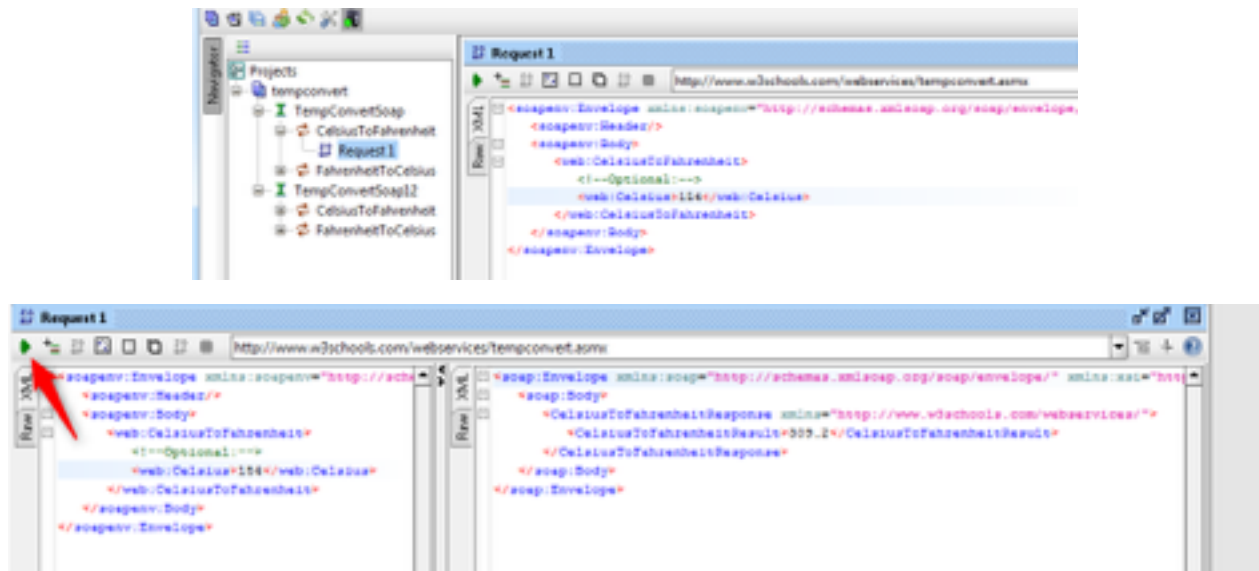 Navigator
Projects
tempconvert
TempConvertSoap
CelsiusToFahrenheit
Request 1
FahrenheitToCelsius
TempConvertSoap12
CelsiusToFahrenheit
FahrenheitToCelsius
Request 1
http://www.w3schools.com/webservices/tempconvert.asmx
XML
Raw
<soapenv:Envelope xmlns:soapenv="http://schemas.xmlsoap.org/soap/envelope/
<soapenv:Header/>
<soapenv:Body>
<web:CelsiusToFahrenheit>
<!--Optional:-->
<web:Celsius>154</web:Celsius>
</web:CelsiusToFahrenheit>
</soapenv:Body>
</soapenv:Envelope>
Request 1
http://www.w3schools.com/webservices/tempconvert.asmx
XML
Raw
<soapenv:Envelope xmlns:soapenv="http://sche
<soapenv:Header/>
<soapenv:Body>
<web:CelsiusToFahrenheit>
<!--Optional:-->
<web:Celsius>154</web:Celsius>
</web:CelsiusToFahrenheit>
</soapenv:Body>
</soapenv:Envelope>
XML
Raw
<soap:Envelope xmlns:soap="http://schemas.xmlsoap.org/soap/envelope/" xmlns:xsi="http
<soap:Body>
<CelsiusToFahrenheitResponse xmlns="http://www.w3schools.com/webservices/">
<CelsiusToFahrenheitResult>309.2</CelsiusToFahrenheitResult>
</CelsiusToFahrenheitResponse>
</soap:Body>
</soap:Envelope>